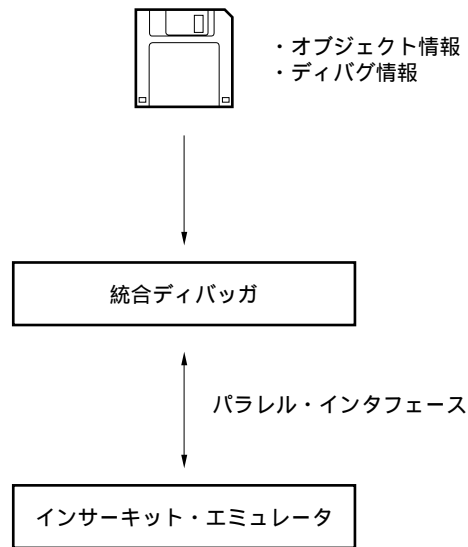 ・オブジェクト情報
・ディバグ情報
統合ディバッガ
パラレル・インタフェース
インサーキット・エミュレータ